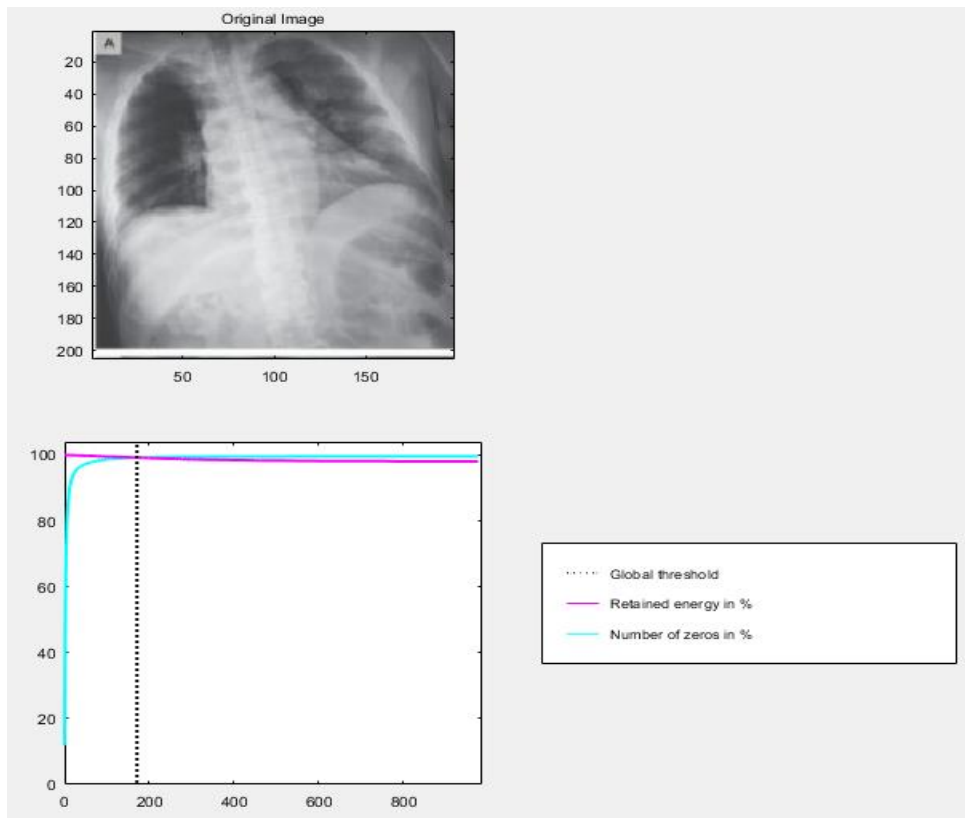 Original Image
A
20
40
60
80
100
120
140
160
180
200
50 100 150
100
80
60
40
20
0
0 200 400 600 800
Global threshold
Retained energy in %
Number of zeros in %